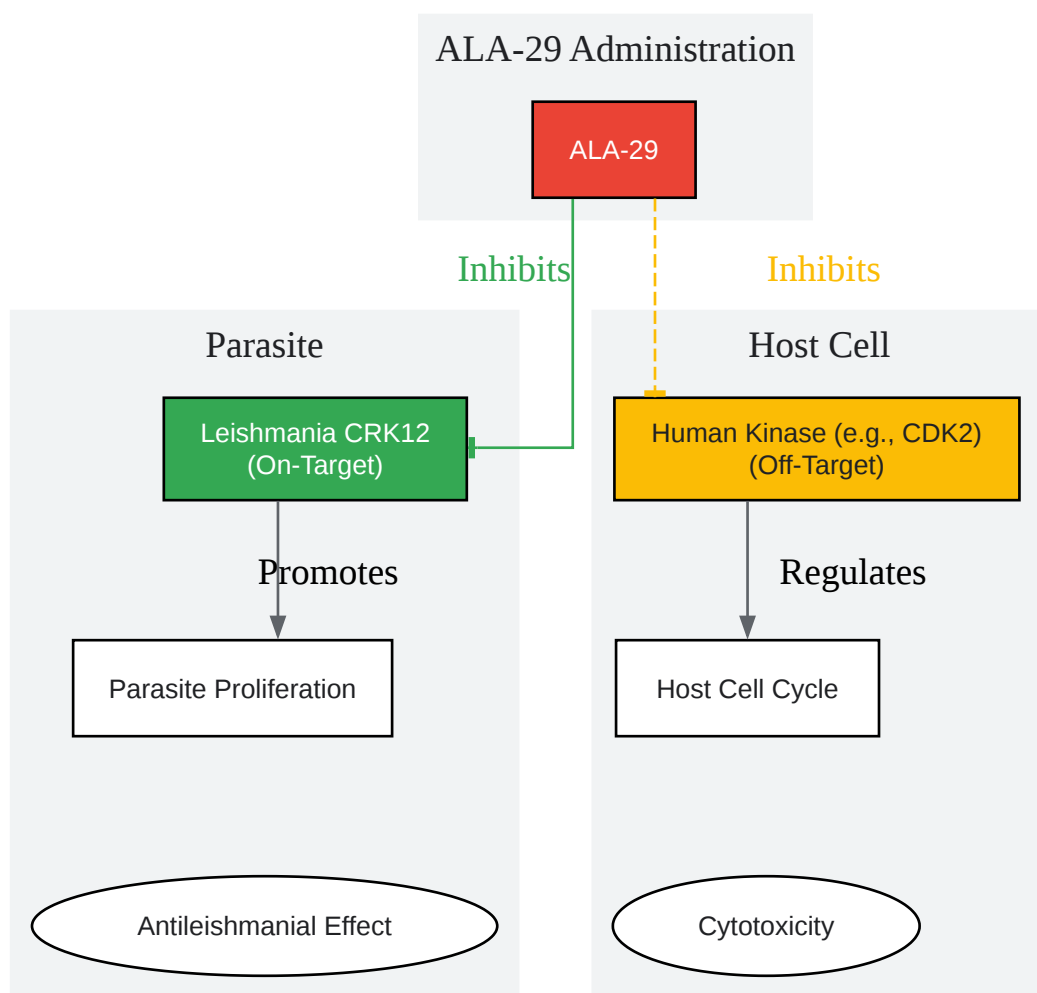 ALA-29 Administration
ALA-29
Inhibits
Inhibits
Parasite
Host Cell
Leishmania CRK12
(On-Target)
Human Kinase (e.g., CDK2)
(Off-Target)
Promotes
Regulates
Parasite Proliferation
Host Cell Cycle
Antileishmanial Effect
Cytotoxicity